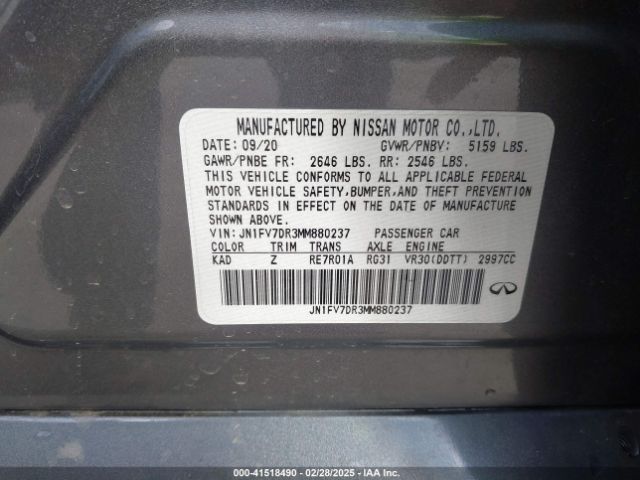 MANUFACTURED BY NISSAN MOTOR CO.,LTD.
DATE: 09/20 GVWR/PNBV: 5159 LBS.
GAWR/PNBE FR: 2646 LBS. RR: 2546 LBS.
THIS VEHICLE CONFORMS TO ALL APPLICABLE FEDERAL
MOTOR VEHICLE SAFETY,BUMPER,AND THEFT PREVENTION
STANDARDS IN EFFECT ON THE DATE OF MANUFACTURE
SHOWN ABOVE.
VIN:JN1FV7DR3MM880237 PASSENGER CAR
COLOR TRIM TRANS AXLE ENGINE
KAD Z RE7R01A RG31 VR30(DDTT) 2997CC
JN1FV7DR3MM880237
000-41518490 - 02/28/2025 - IAA Inc.